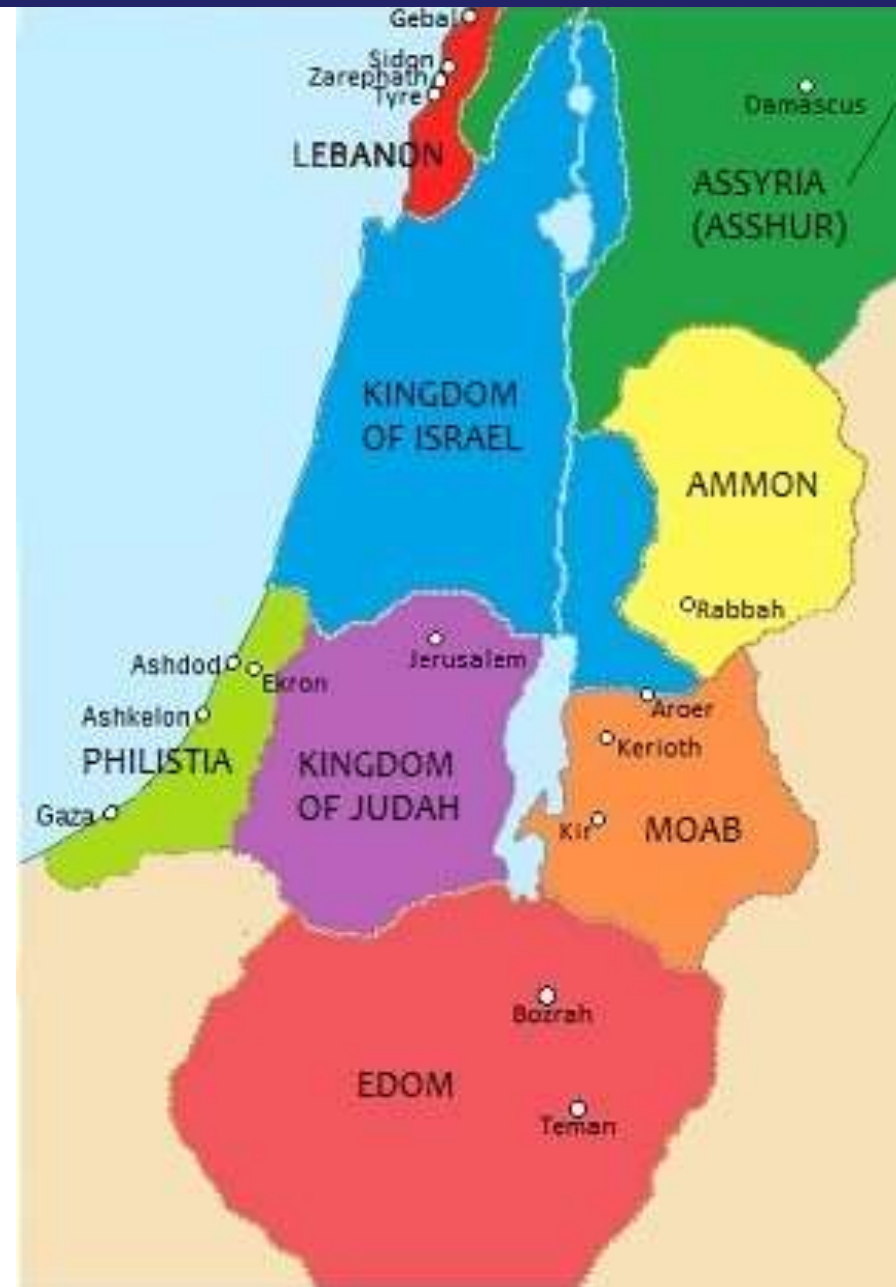 Gebal
Sidon
Zarephath
Tyre
Damascus
LEBANON
ASSYRIA
(ASSHUR)
KINGDOM
OF ISRAEL
AMMON
Rabbah
Jerusalem
Ashdod
Ekron
Ashkelon
Aroer
Kerioth
PHILISTIA
KINGDOM
OF JUDAH
Gaza
Kir
MOAB
Bozrah
EDOM
Teman